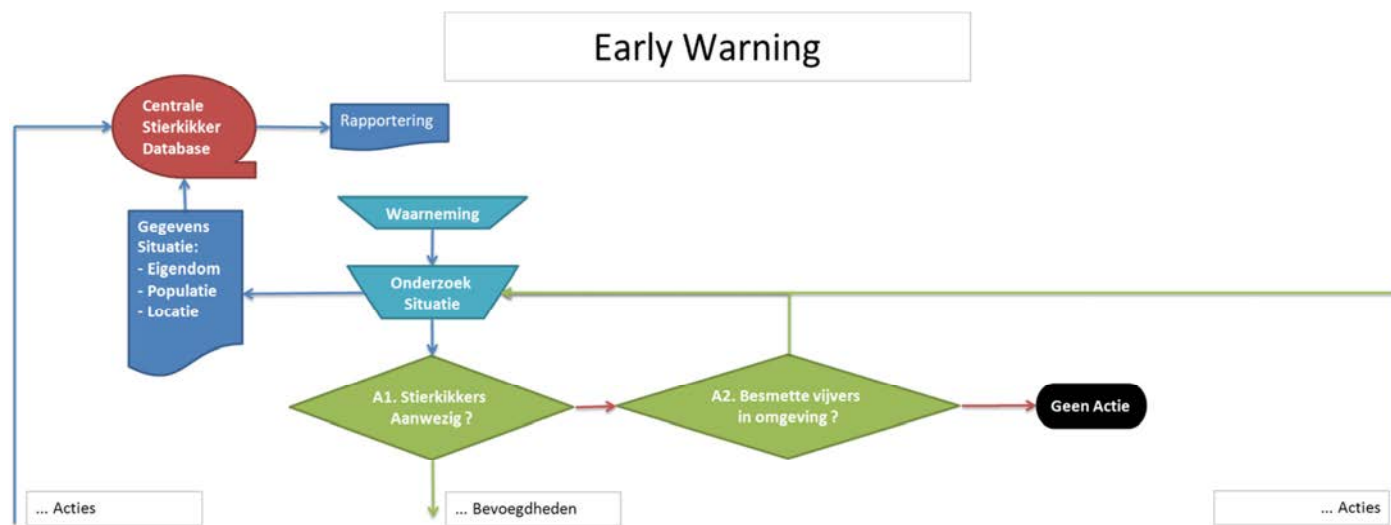 Early Warning
Centrale
Stierkikker
Database
Rapportering
Waarneming
Gegevens
Situatie:
- Eigendom
- Populatie
- Locatie
Onderzoek
Situatie
A1. Stierkikkers
Aanwezig ?
A2. Besmette vijvers
in omgeving ?
Geen Actie
... Acties
... Bevoegdheden
... Acties